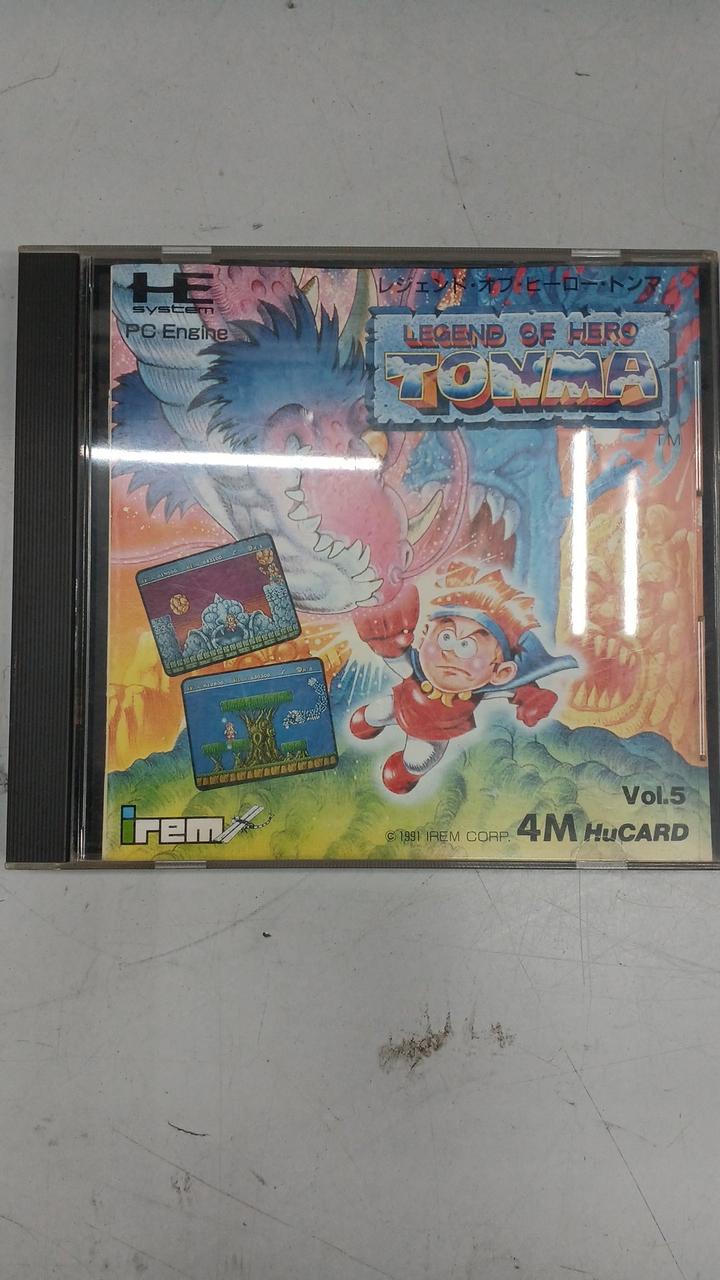 HE
system
PC Engine
レジェンド・オブ・ヒーロー・トンマ
LEGEND OF HERO
TONMA
TM
Vol.5
irem
© 1991 IREM CORP. 4M HuCARD